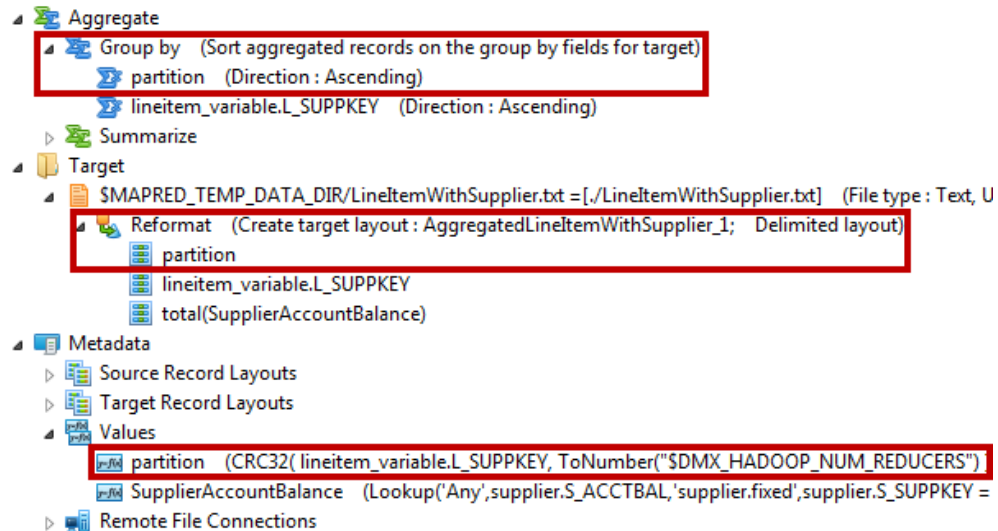 Aggregate
Group by (Sort aggregated records on the group by fields for target)
partition (Direction : Ascending)
lineitem_variable.L_SUPPKEY (Direction : Ascending)
Summarize
Target
$MAPRED_TEMP_DATA_DIR/LineItemWithSupplier.txt =[./LineItemWithSupplier.txt] (File type : Text, U
Reformat (Create target layout : AggregatedLineItemWithSupplier_1; Delimited layout)
partition
lineitem_variable.L_SUPPKEY
total(SupplierAccountBalance)
Metadata
Source Record Layouts
Target Record Layouts
Values
partition (CRC32( lineitem_variable.L_SUPPKEY, ToNumber("$DMX_HADOOP_NUM_REDUCERS") )
SupplierAccountBalance (Lookup('Any',supplier.S_ACCTBAL,'supplier.fixed',supplier.S_SUPPKEY =
Remote File Connections